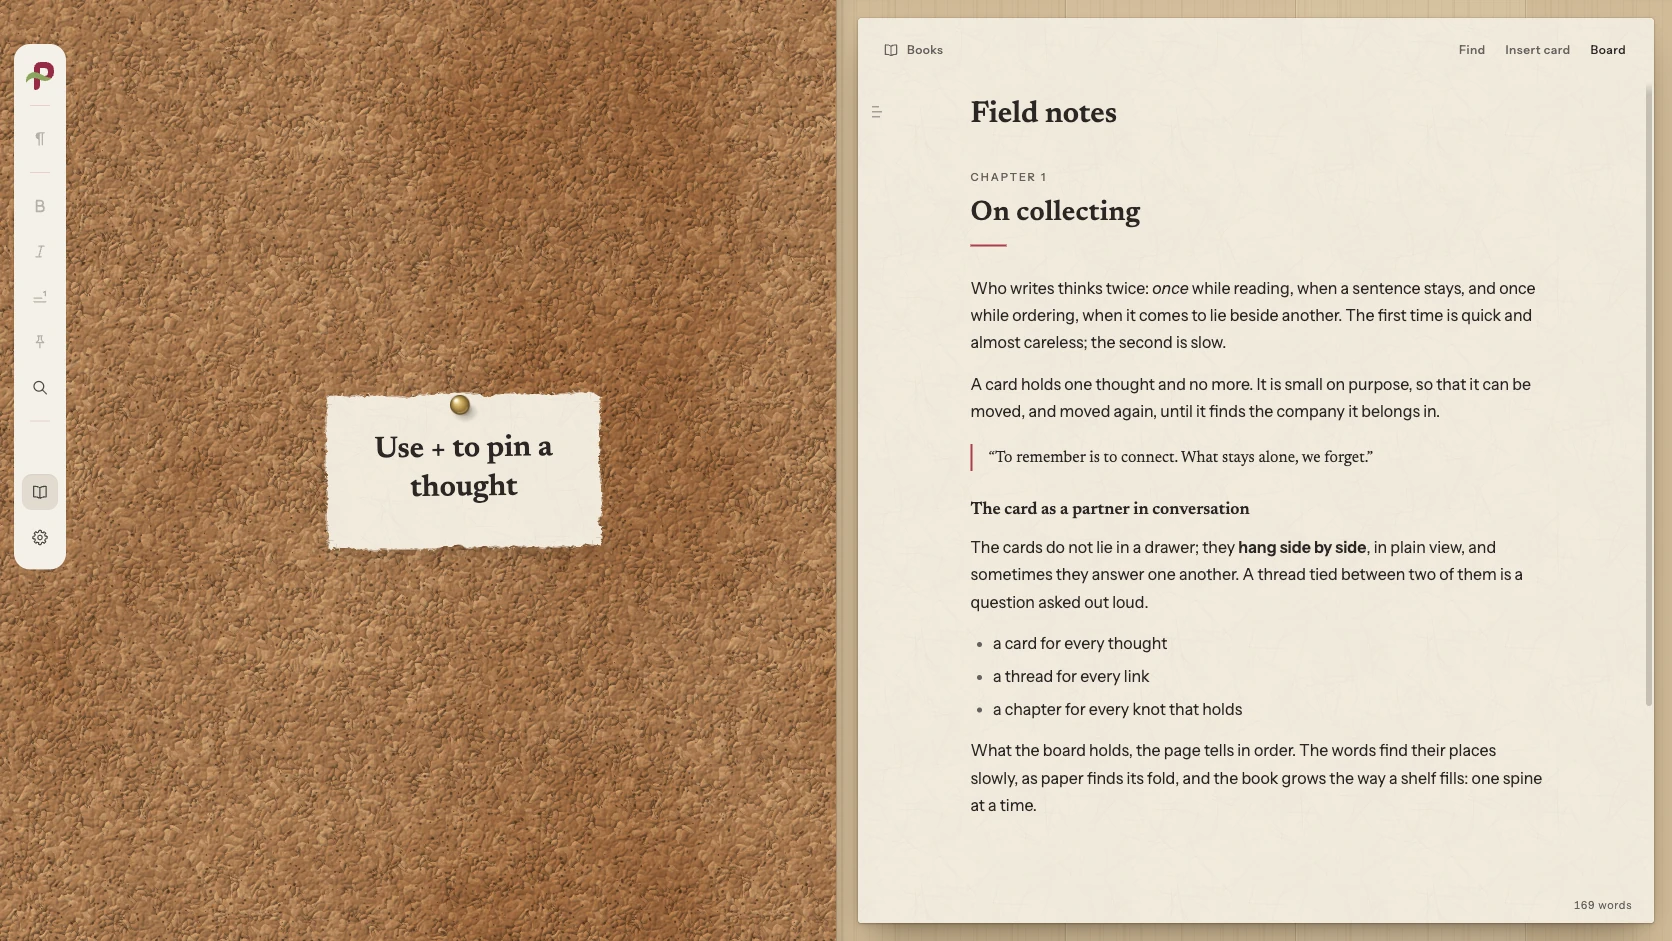 Use + to pin a
thought
Books
Find Insert card Board
Field notes
CHAPTER 1
On collecting
Who writes thinks twice: once while reading, when a sentence stays, and once
while ordering, when it comes to lie beside another. The first time is quick and
almost careless; the second is slow.
A card holds one thought and no more. It is small on purpose, so that it can be
moved, and moved again, until it finds the company it belongs in.
“To remember is to connect. What stays alone, we forget.”
The card as a partner in conversation
The cards do not lie in a drawer; they hang side by side, in plain view, and
sometimes they answer one another. A thread tied between two of them is a
question asked out loud.
• a card for every thought
• a thread for every link
• a chapter for every knot that holds
What the board holds, the page tells in order. The words find their places
slowly, as paper finds its fold, and the book grows the way a shelf fills: one spine
at a time.
169 words